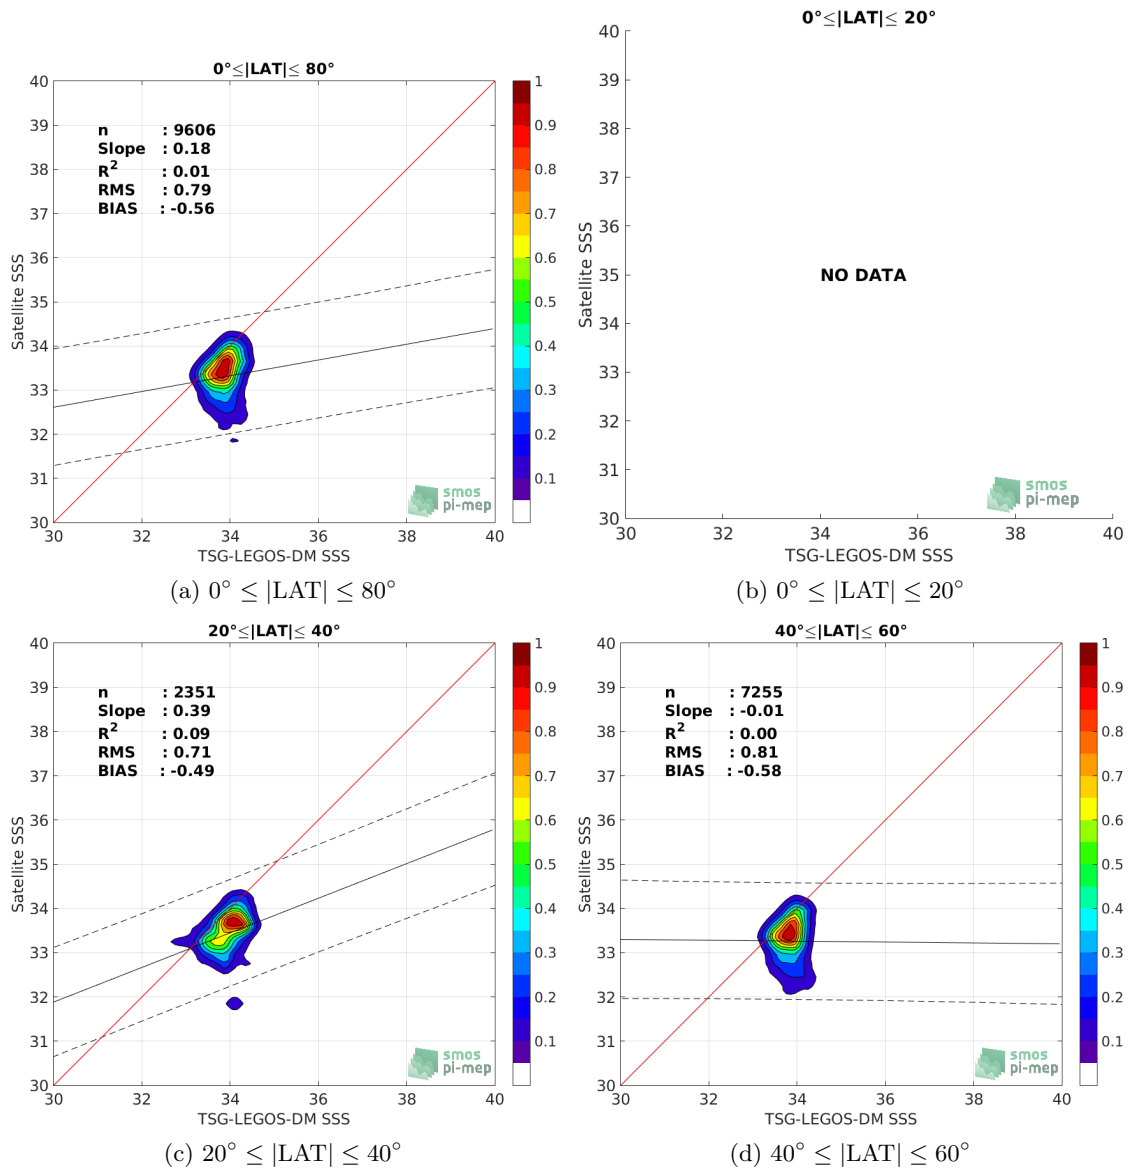 0°≤|LAT|≤ 80°
40
39
38
37
36
35
34
33
32
31
30
Satellite SSS
n : 9606
Slope : 0.18
R² : 0.01
RMS : 0.79
BIAS : -0.56
smos
pi-mep
30 32 34 36 38 40
TSG-LEGOS-DM SSS
1
0.9
0.8
0.7
0.6
0.5
0.4
0.3
0.2
0.1
(a) 0° ≤ |LAT| ≤ 80°
0°≤|LAT|≤ 20°
40
39
38
37
36
35
34
33
32
31
30
Satellite SSS
NO DATA
smos
pi-mep
30 32 34 36 38 40
TSG-LEGOS-DM SSS
(b) 0° ≤ |LAT| ≤ 20°
20°≤|LAT|≤ 40°
40
39
38
37
36
35
34
33
32
31
30
Satellite SSS
n : 2351
Slope : 0.39
R² : 0.09
RMS : 0.71
BIAS : -0.49
smos
pi-mep
30 32 34 36 38 40
TSG-LEGOS-DM SSS
1
0.9
0.8
0.7
0.6
0.5
0.4
0.3
0.2
0.1
(c) 20° ≤ |LAT| ≤ 40°
40°≤|LAT|≤ 60°
40
39
38
37
36
35
34
33
32
31
30
Satellite SSS
n : 7255
Slope : -0.01
R² : 0.00
RMS : 0.81
BIAS : -0.58
smos
pi-mep
30 32 34 36 38 40
TSG-LEGOS-DM SSS
1
0.9
0.8
0.7
0.6
0.5
0.4
0.3
0.2
0.1
(d) 40° ≤ |LAT| ≤ 60°